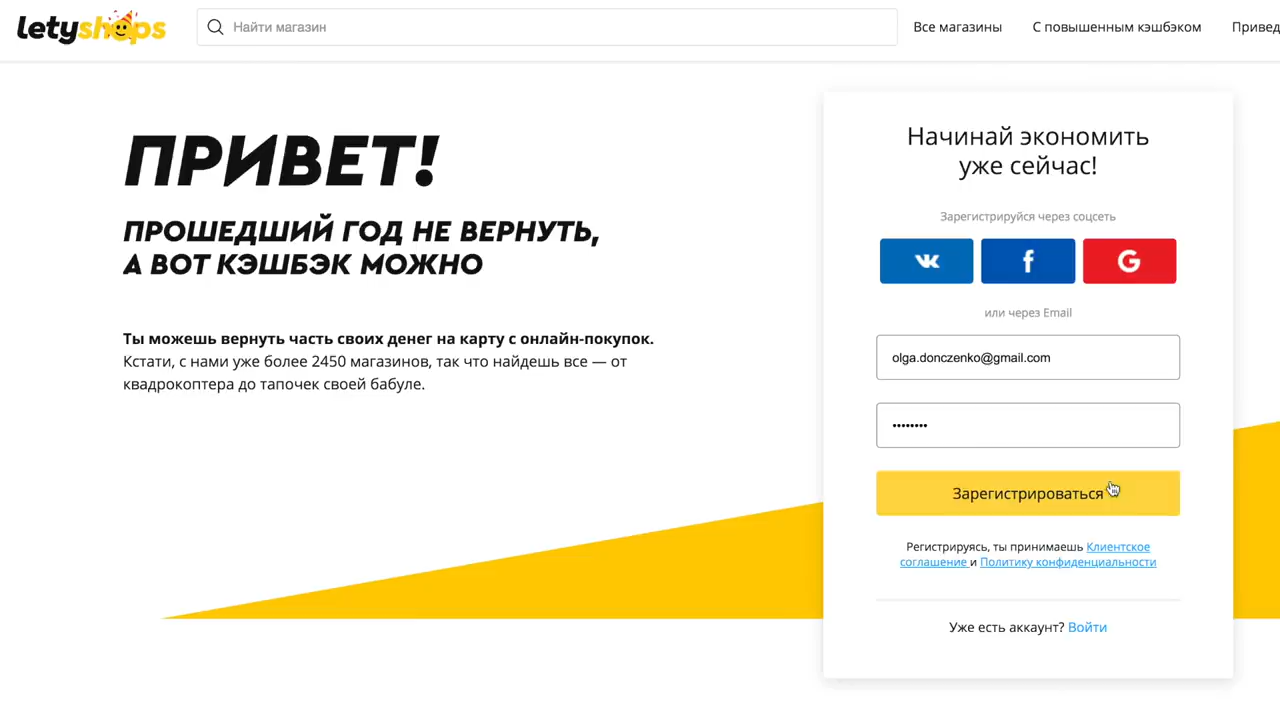 letyshops
Найти магазин
Все магазины
С повышенным кэшбэком
Привед
ПРИВЕТ!
ПРОШЕДШИЙ ГОД НЕ ВЕРНУТЬ,
А ВОТ КЭШБЭК МОЖНО
Ты можешь вернуть часть своих денег на карту с онлайн-покупок.
Кстати, с нами уже более 2450 магазинов, так что найдешь все — от
квадрокоптера до тапочек своей бабуле.
Начинай экономить
уже сейчас!
Зарегистрируйся через соцсеть
или через Email
olga.donczenko@gmail.com
••••••••
Зарегистрироваться
Регистрируясь, ты принимаешь Клиентское
соглашение и Политику конфиденциальности
Уже есть аккаунт? Войти